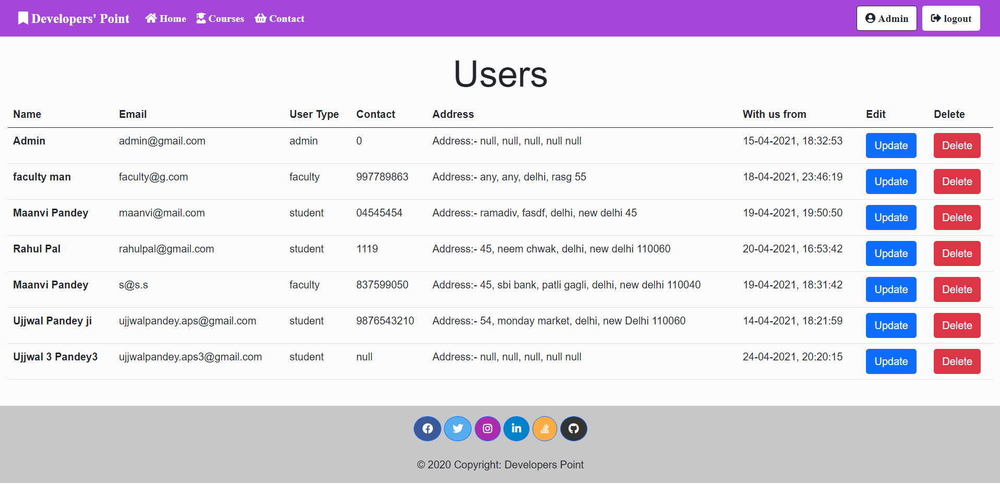 Developers' Point Home Courses Contact Admin logout
Users
Name Email User Type Contact Address With us from Edit Delete
Admin admin@gmail.com admin 0 Address:- null, null, null, null null 15-04-2021, 18:32:53 Update Delete
faculty man faculty@g.com faculty 997789863 Address:- any, any, delhi, rasg 55 18-04-2021, 23:46:19 Update Delete
Maanvi Pandey maanvi@mail.com student 04545454 Address:- ramadiv, fasdf, delhi, new delhi 45 19-04-2021, 19:50:50 Update Delete
Rahul Pal rahulpal@gmail.com student 1119 Address:- 45, neem chwak, delhi, new delhi 110060 20-04-2021, 16:53:42 Update Delete
Maanvi Pandey s@s.s faculty 837599050 Address:- 45, sbi bank, patli gagli, delhi, new delhi 110040 19-04-2021, 18:31:42 Update Delete
Ujjwal Pandey ji ujjwalpandey.aps@gmail.com student 9876543210 Address:- 54, monday market, delhi, new Delhi 110060 14-04-2021, 18:21:59 Update Delete
Ujjwal 3 Pandey3 ujjwalpandey.aps3@gmail.com student null Address:- null, null, null, null null 24-04-2021, 20:20:15 Update Delete
© 2020 Copyright: Developers Point